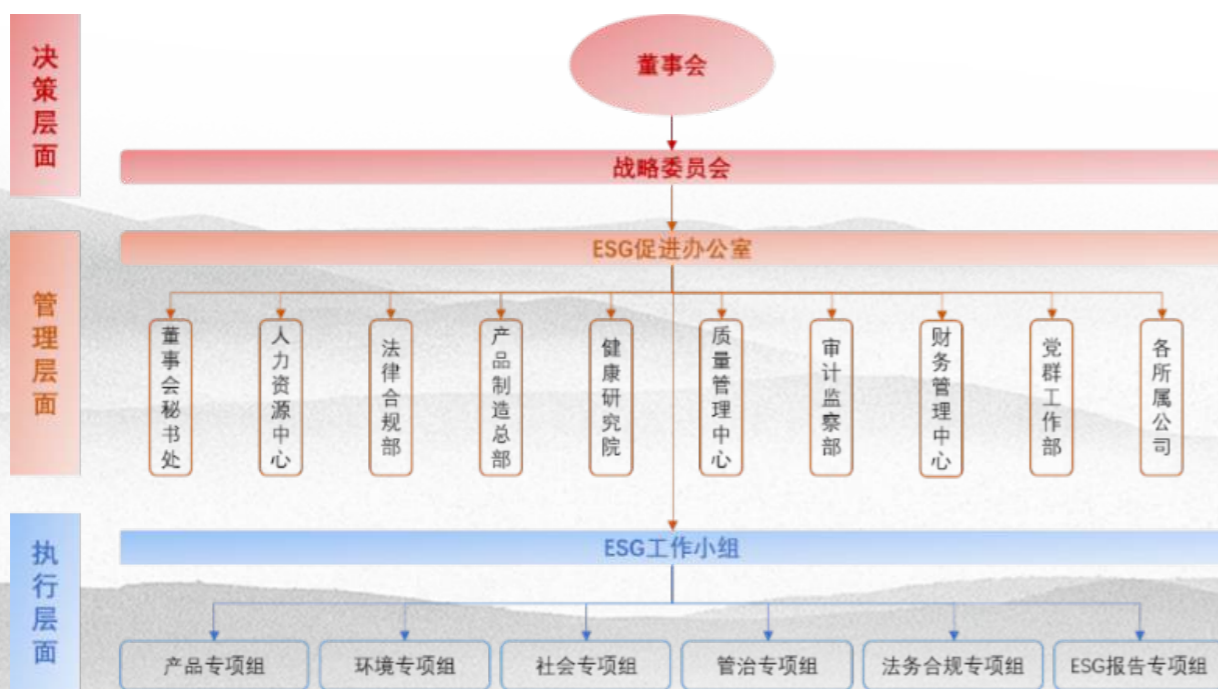 决策层面
董事会
战略委员会
管理层面
ESG促进办公室
董事会秘书处
人力资源中心
法律合规部
产品制造总部
健康研究院
质量管理中心
审计监察部
财务管理中心
党群工作部
各所属公司
执行层面
ESG工作小组
产品专项组
环境专项组
社会专项组
管治专项组
法务合规专项组
ESG报告专项组